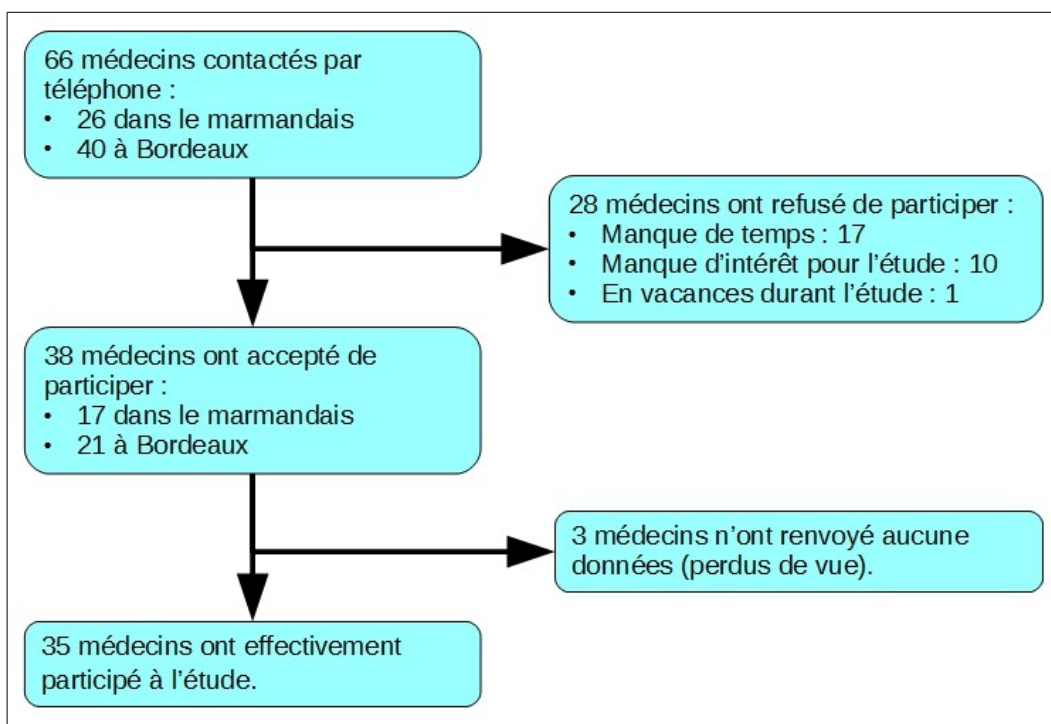 66 médecins contactés par
téléphone :
• 26 dans le marmandais
• 40 à Bordeaux
28 médecins ont refusé de participer :
• Manque de temps : 17
• Manque d’intérêt pour l’étude : 10
• En vacances durant l’étude : 1
38 médecins ont accepté de
participer :
• 17 dans le marmandais
• 21 à Bordeaux
3 médecins n’ont renvoyé aucune
données (perdus de vue).
35 médecins ont effectivement
participé à l’étude.